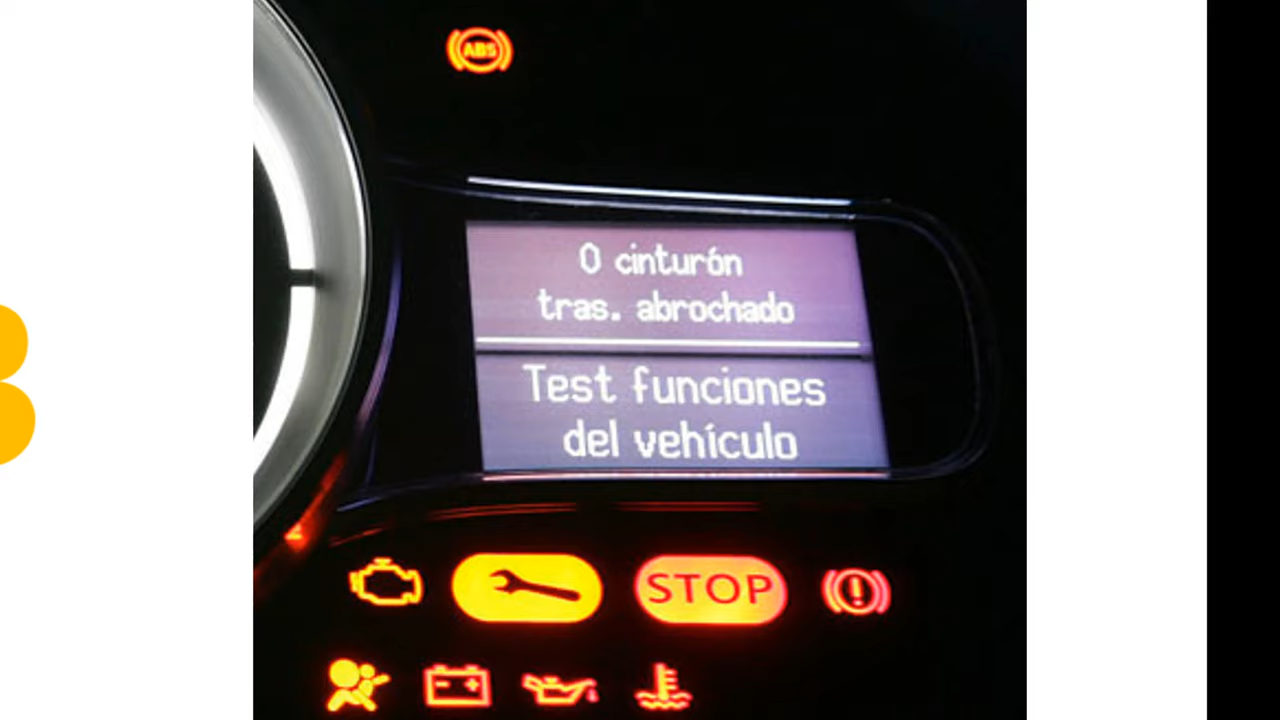 ABS
0 cinturón
tras. abrochado
Test funciones
del vehículo
STOP